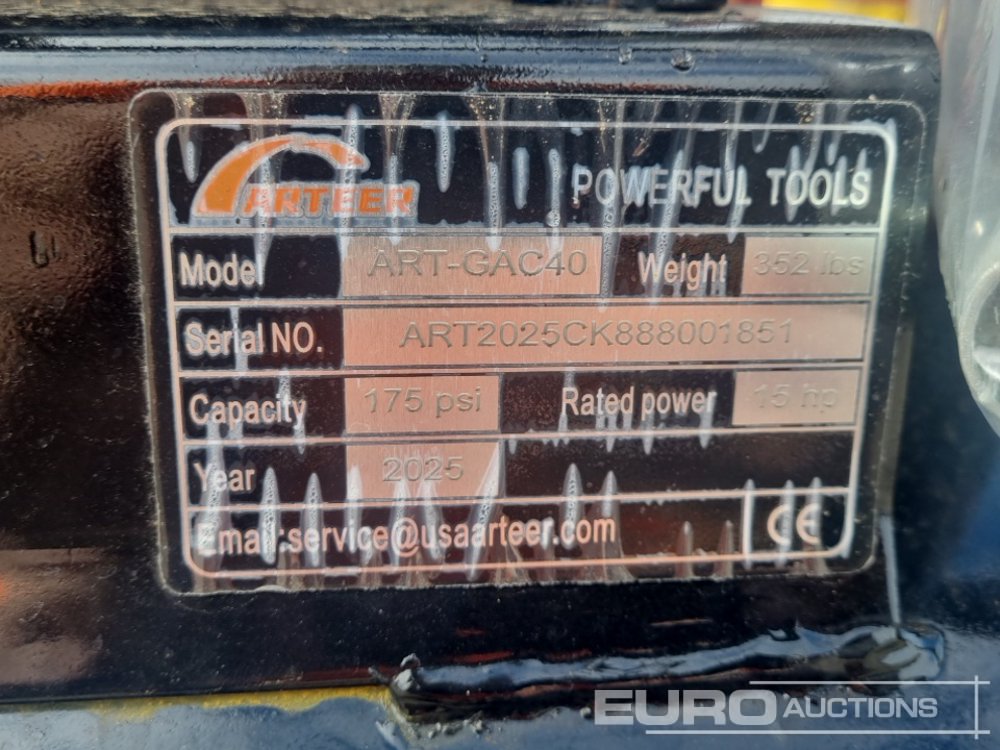 ARTEER
POWERFUL TOOLS
Model ART-GAC40 Weight 352 lbs
Serial NO. ART2025CK888001851
Capacity 175 psi Rated power 15 hp
Year 2025
Email:service@usaarteer.com CE
EURO AUCTIONS